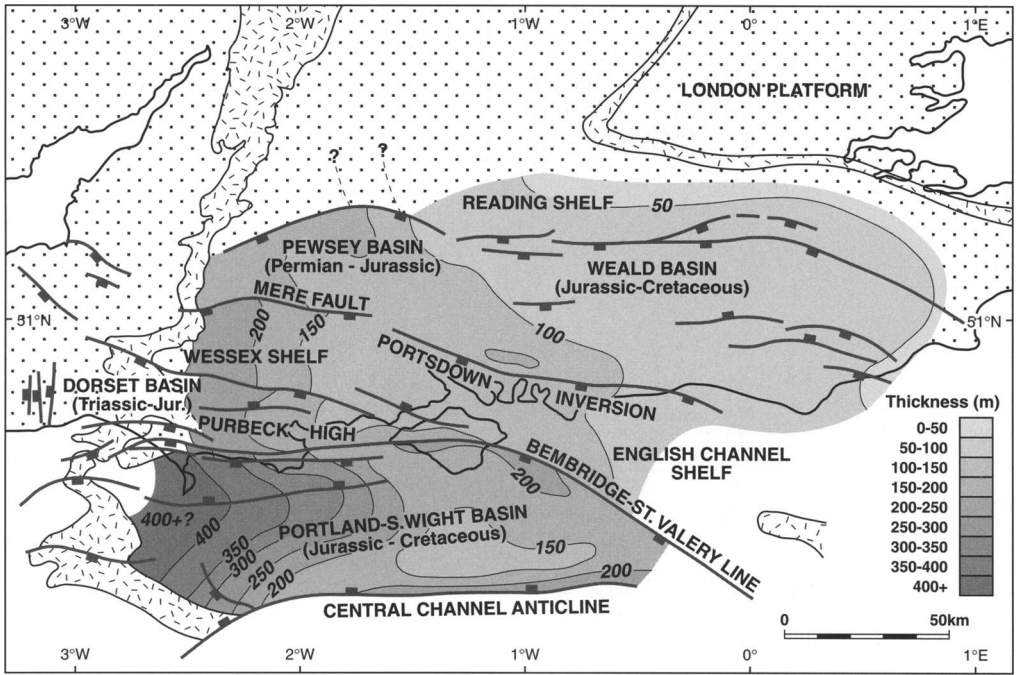 3°W 2°W 1°W 0° 1°E
LONDON PLATFORM
? ?
READING SHELF 50
PEWSEY BASIN
(Permian - Jurassic)
WEALD BASIN
(Jurassic-Cretaceous)
MERE FAULT
51°N
200 150 100
51°N
WESSEX SHELF
PORTSDOWN
INVERSION
DORSET BASIN
(Triassic-Jur.)
PURBECK HIGH
Thickness (m)
0-50
50-100
100-150
150-200
200-250
250-300
300-350
350-400
400+
ENGLISH CHANNEL
SHELF
BEMBRIDGE-ST. VALERY LINE
200
400+?
400
350
300
250
200
PORTLAND-S.WIGHT BASIN
(Jurassic - Cretaceous)
150
200
CENTRAL CHANNEL ANTICLINE
0 50km
3°W 2°W 1°W 0° 1°E